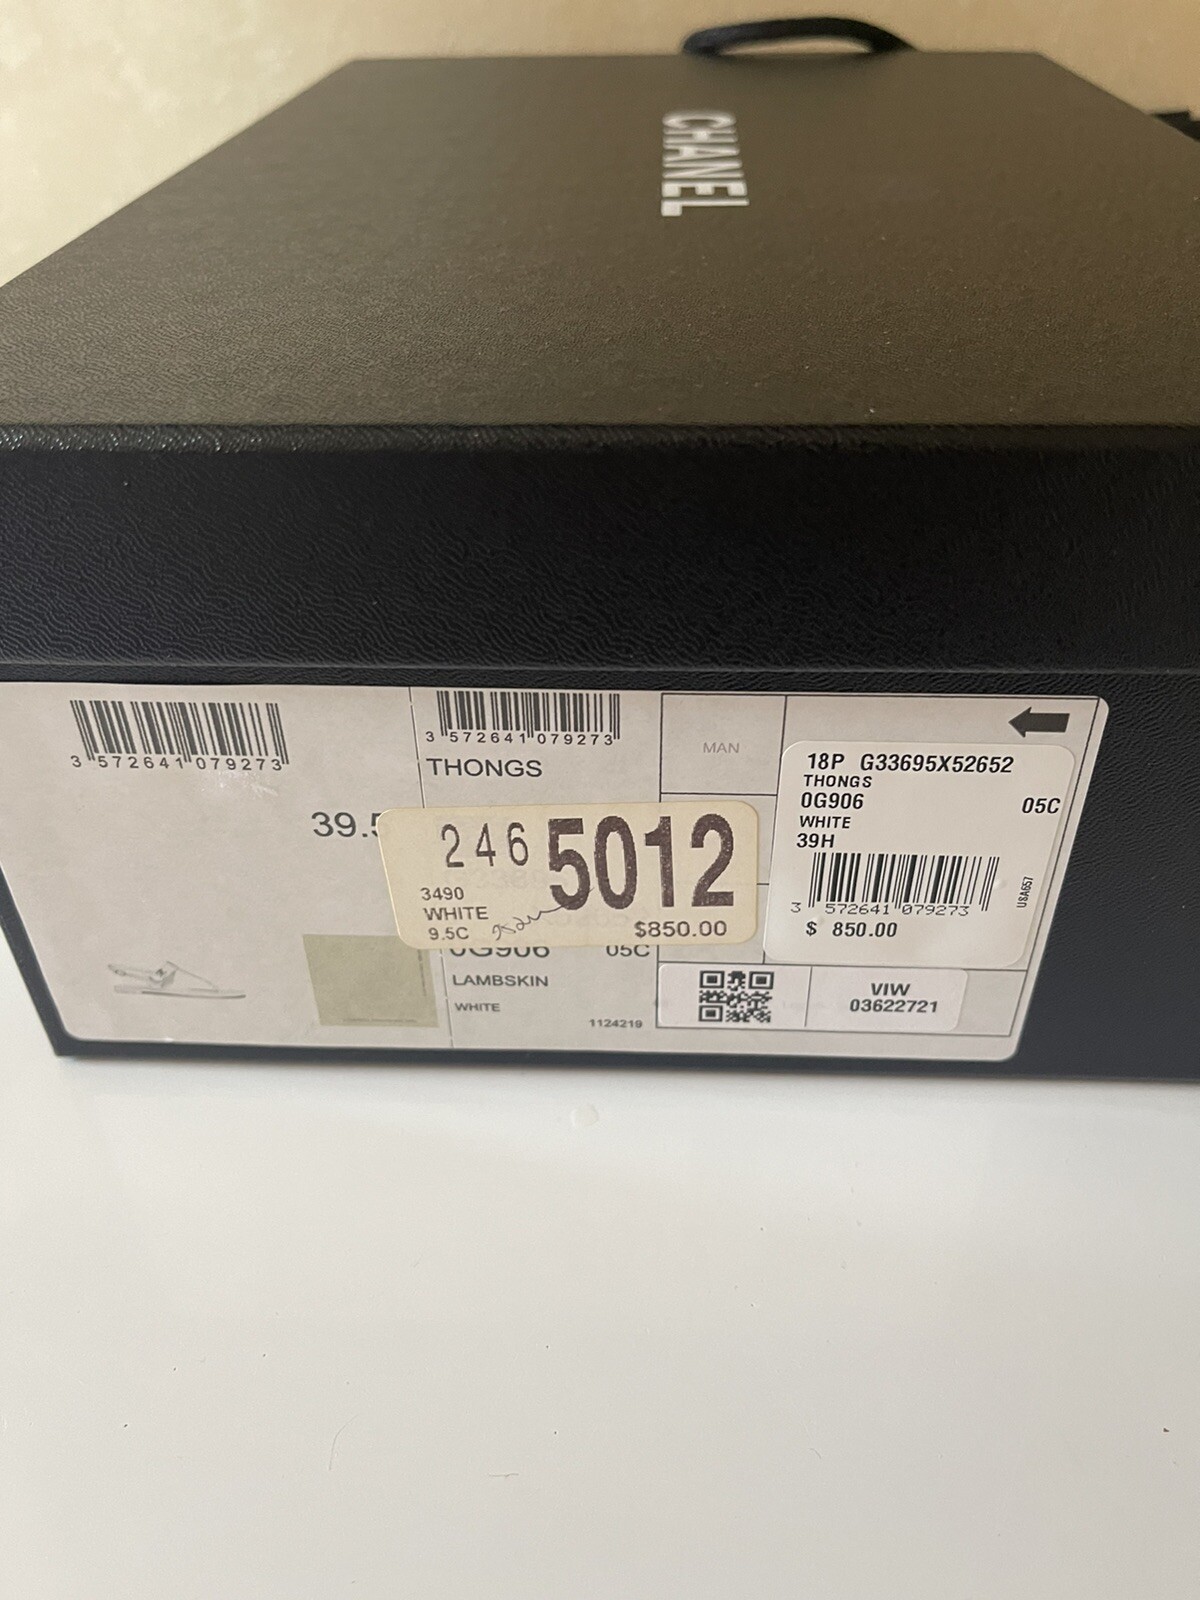 CHANEL
3 572641 079273
39.5
3 572641 079273
THONGS
246 5012
3490
WHITE
9.5C
$850.00
0G906 05C
LAMBSKIN
WHITE
1124219
MAN
18P G33695X52652
THONGS
0G906 05C
WHITE
39H
3 572641 079273
USA657
$ 850.00
VIW
03622721